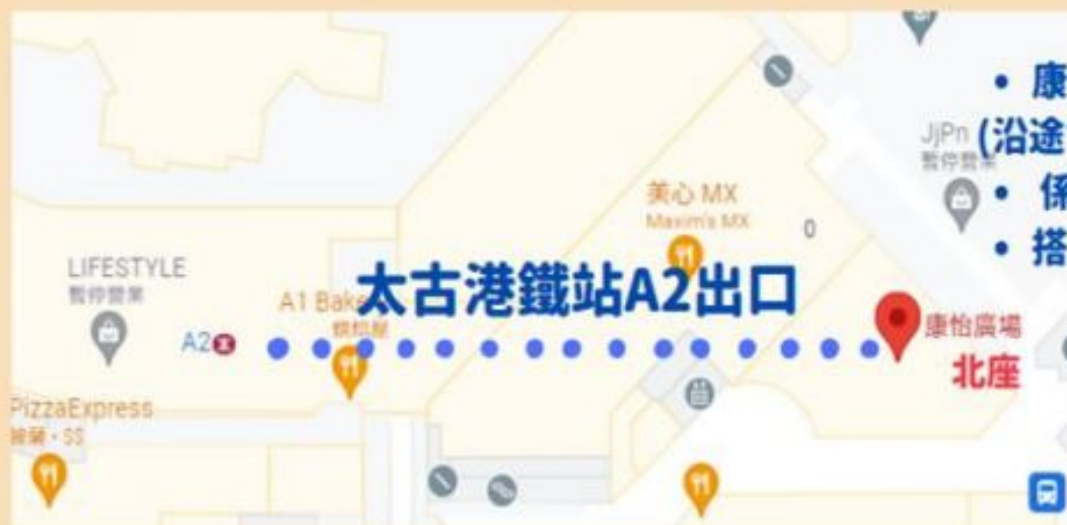 • 康
JjPn
暫停營業
(沿途
美心 MX
Maxim's MX
• 係
0
• 搭
LIFESTYLE
暫停營業
太古港鐵站A2出口
A1 Bake
A2
康怡廣場
北座
PizzaExpress